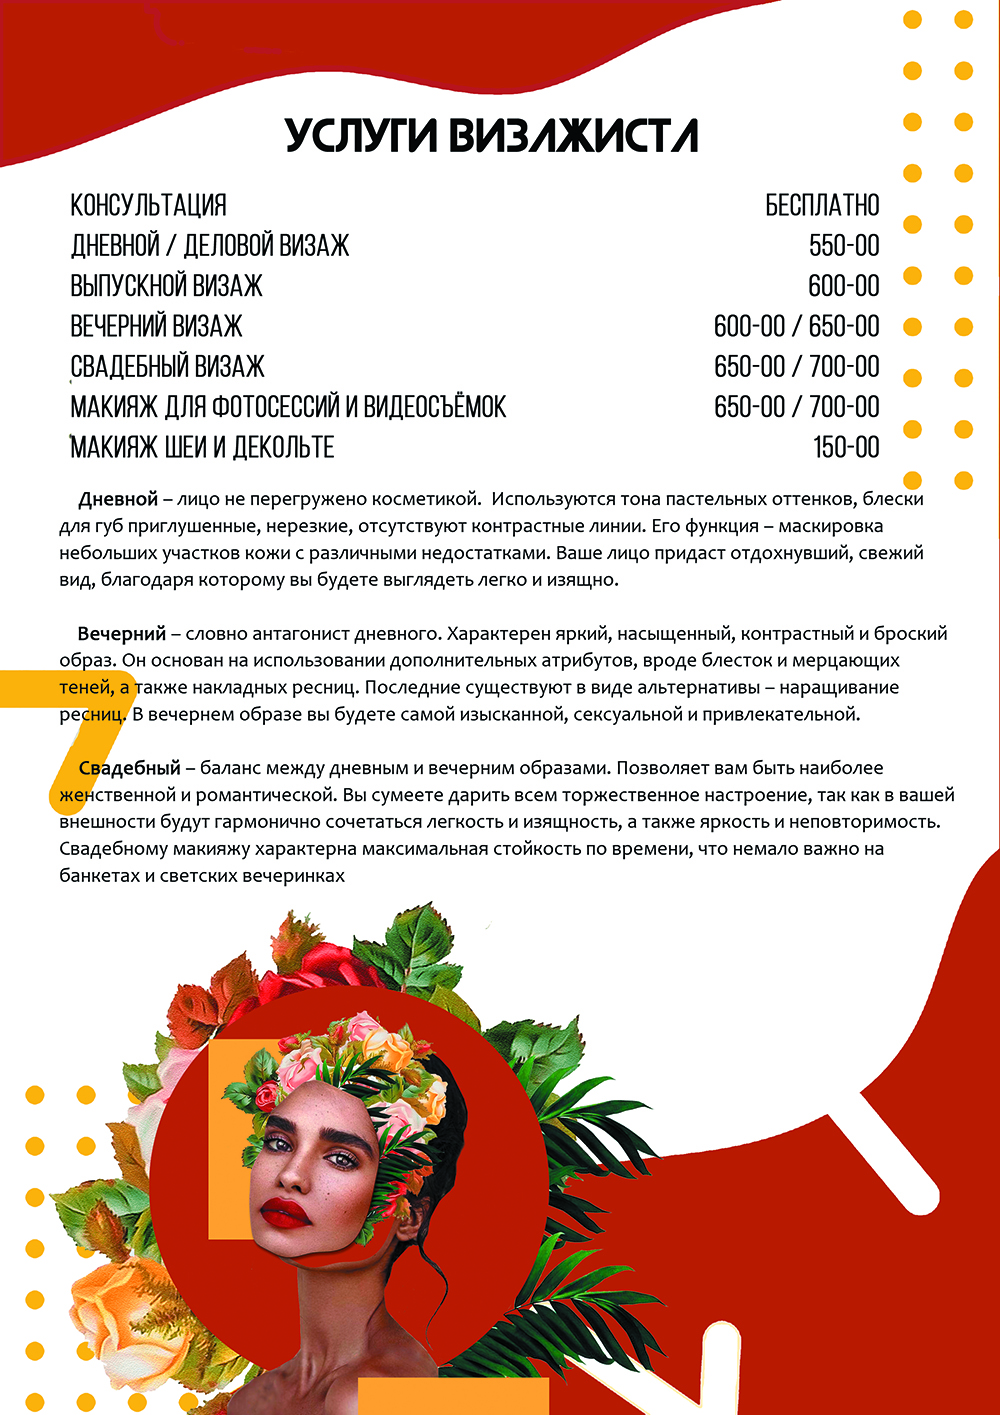 УСЛУГИ ВИЗАЖИСТА
КОНСУЛЬТАЦИЯ БЕСПЛАТНО
ДНЕВНОЙ / ДЕЛОВОЙ ВИЗАЖ 550-00
ВЫПУСКНОЙ ВИЗАЖ 600-00
ВЕЧЕРНИЙ ВИЗАЖ 600-00 / 650-00
СВАДЕБНЫЙ ВИЗАЖ 650-00 / 700-00
МАКИЯЖ ДЛЯ ФОТОСЕССИЙ И ВИДЕОСЪЁМОК 650-00 / 700-00
МАКИЯЖ ШЕИ И ДЕКОЛЬТЕ 150-00
Дневной – лицо не перегружено косметикой. Используются тона пастельных оттенков, блески
для губ приглушенные, нерезкие, отсутствуют контрастные линии. Его функция – маскировка
небольших участков кожи с различными недостатками. Ваше лицо придаст отдохнувший, свежий
вид, благодаря которому вы будете выглядеть легко и изящно.
Вечерний – словно антагонист дневного. Характерен яркий, насыщенный, контрастный и броский
образ. Он основан на использовании дополнительных атрибутов, вроде блесток и мерцающих
теней, а также накладных ресниц. Последние существуют в виде альтернативы – наращивание
ресниц. В вечернем образе вы будете самой изысканной, сексуальной и привлекательной.
Свадебный – баланс между дневным и вечерним образами. Позволяет вам быть наиболее
женственной и романтической. Вы сумеете дарить всем торжественное настроение, так как в вашей
внешности будут гармонично сочетаться легкость и изящность, а также яркость и неповторимость.
Свадебному макияжу характерна максимальная стойкость по времени, что немало важно на
банкетах и светских вечеринках